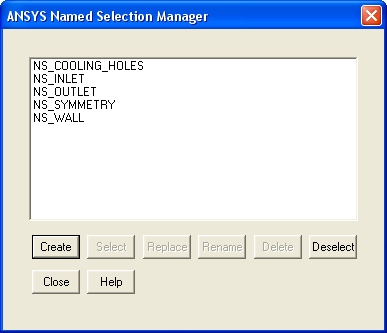 ANSYS Named Selection Manager
NS_COOLING_HOLES
NS_INLET
NS_OUTLET
NS_SYMMETRY
NS_WALL
Create Select Replace Rename Delete Deselect
Close Help